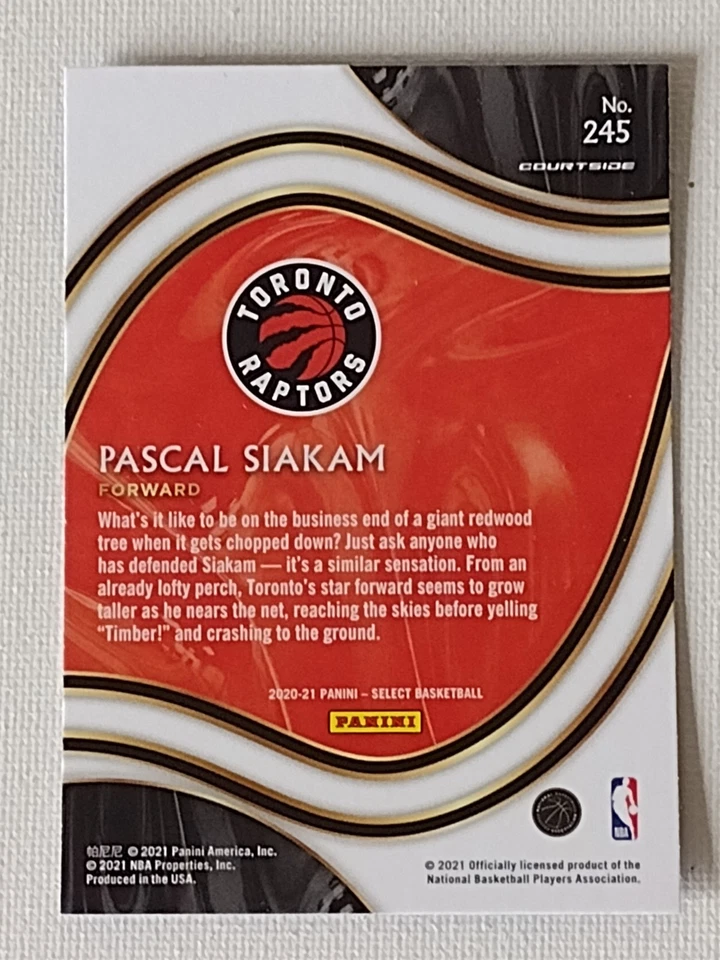 No.
245
COURTSIDE
TORONTO
RAPTORS
PASCAL SIAKAM
FORWARD
What's it like to be on the business end of a giant redwood
tree when it gets chopped down? Just ask anyone who
has defended Siakam — it's a similar sensation. From an
already lofty perch, Toronto's star forward seems to grow
taller as he nears the net, reaching the skies before yelling
“Timber!” and crashing to the ground.
2020-21 PANINI – SELECT BASKETBALL
PANINI
NBA
帕尼尼 © 2021 Panini America, Inc.
© 2021 NBA Properties, Inc.
Produced in the USA.
© 2021 Officially licensed product of the
National Basketball Players Association.